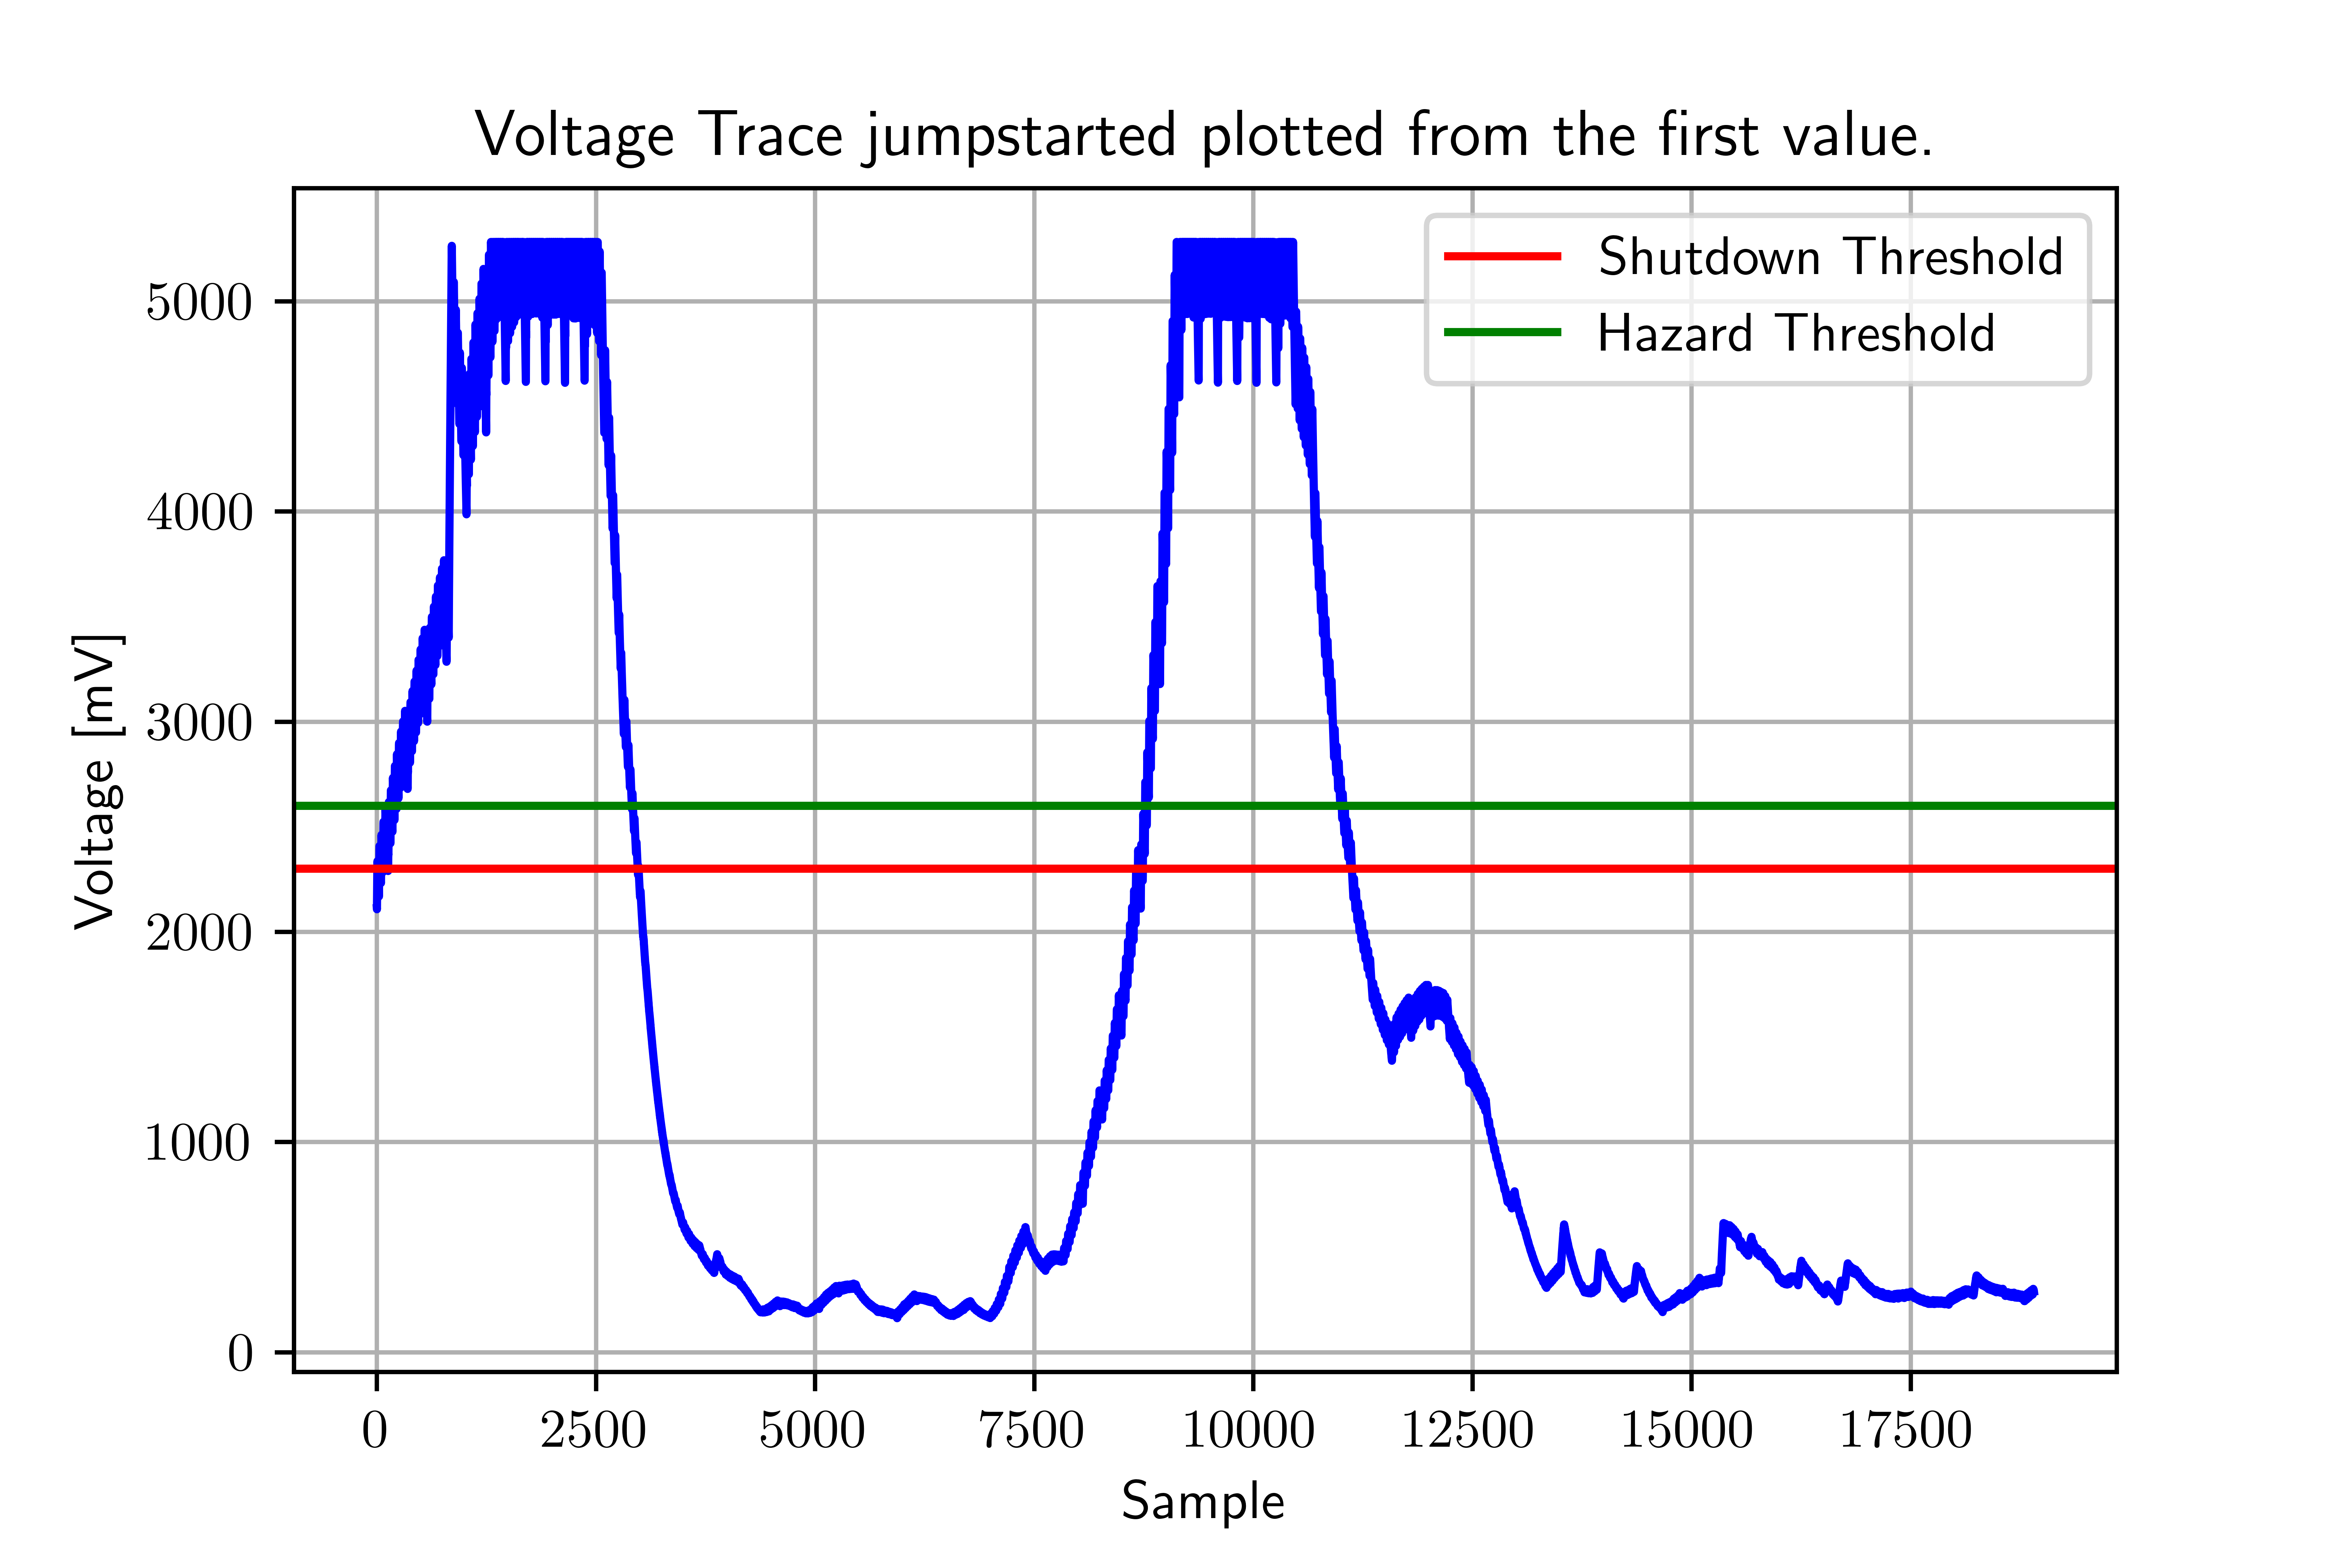 Voltage Trace jumpstarted plotted from the first value.
Shutdown Threshold
Hazard Threshold
Voltage [mV]
5000
4000
3000
2000
1000
0
0 2500 5000 7500 10000 12500 15000 17500
Sample